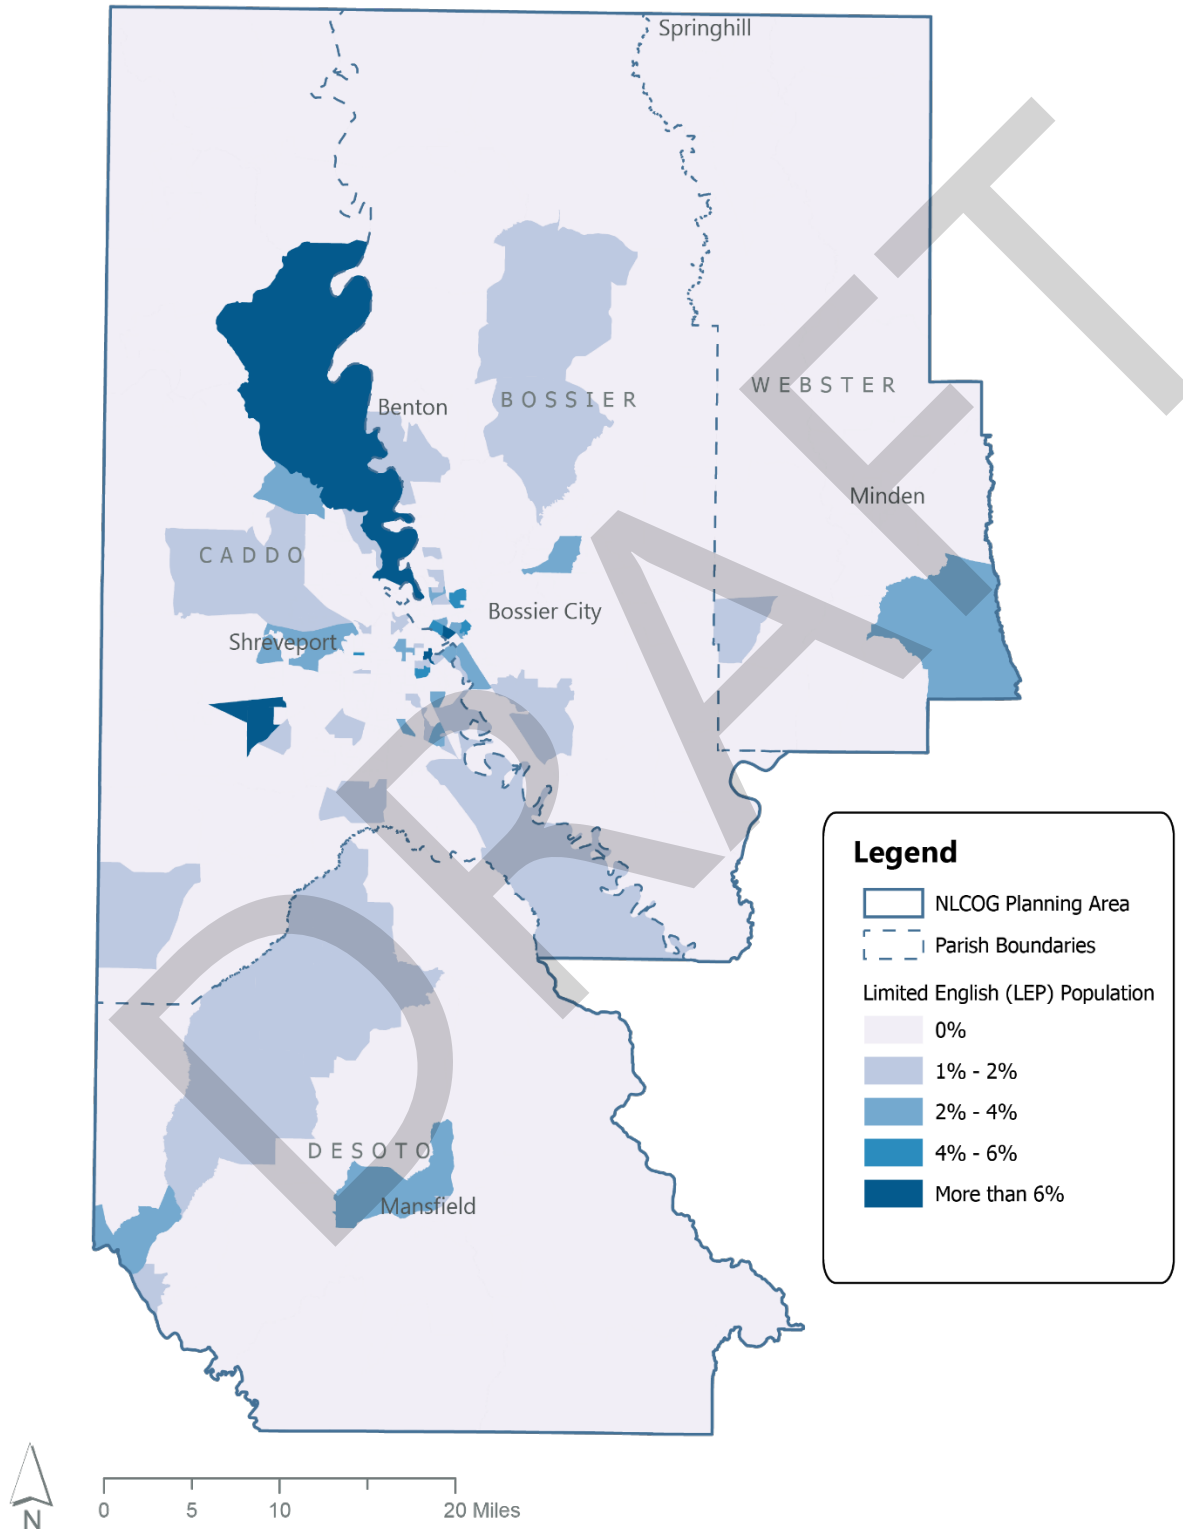 Springhill
WEBSTER
BOSSIER
Benton
Minden
CADDO
Bossier City
Shreveport
DESOTO
Mansfield
DRAFT
Legend
NLCOG Planning Area
Parish Boundaries
Limited English (LEP) Population
0%
1% - 2%
2% - 4%
4% - 6%
More than 6%
N
0 5 10 20 Miles